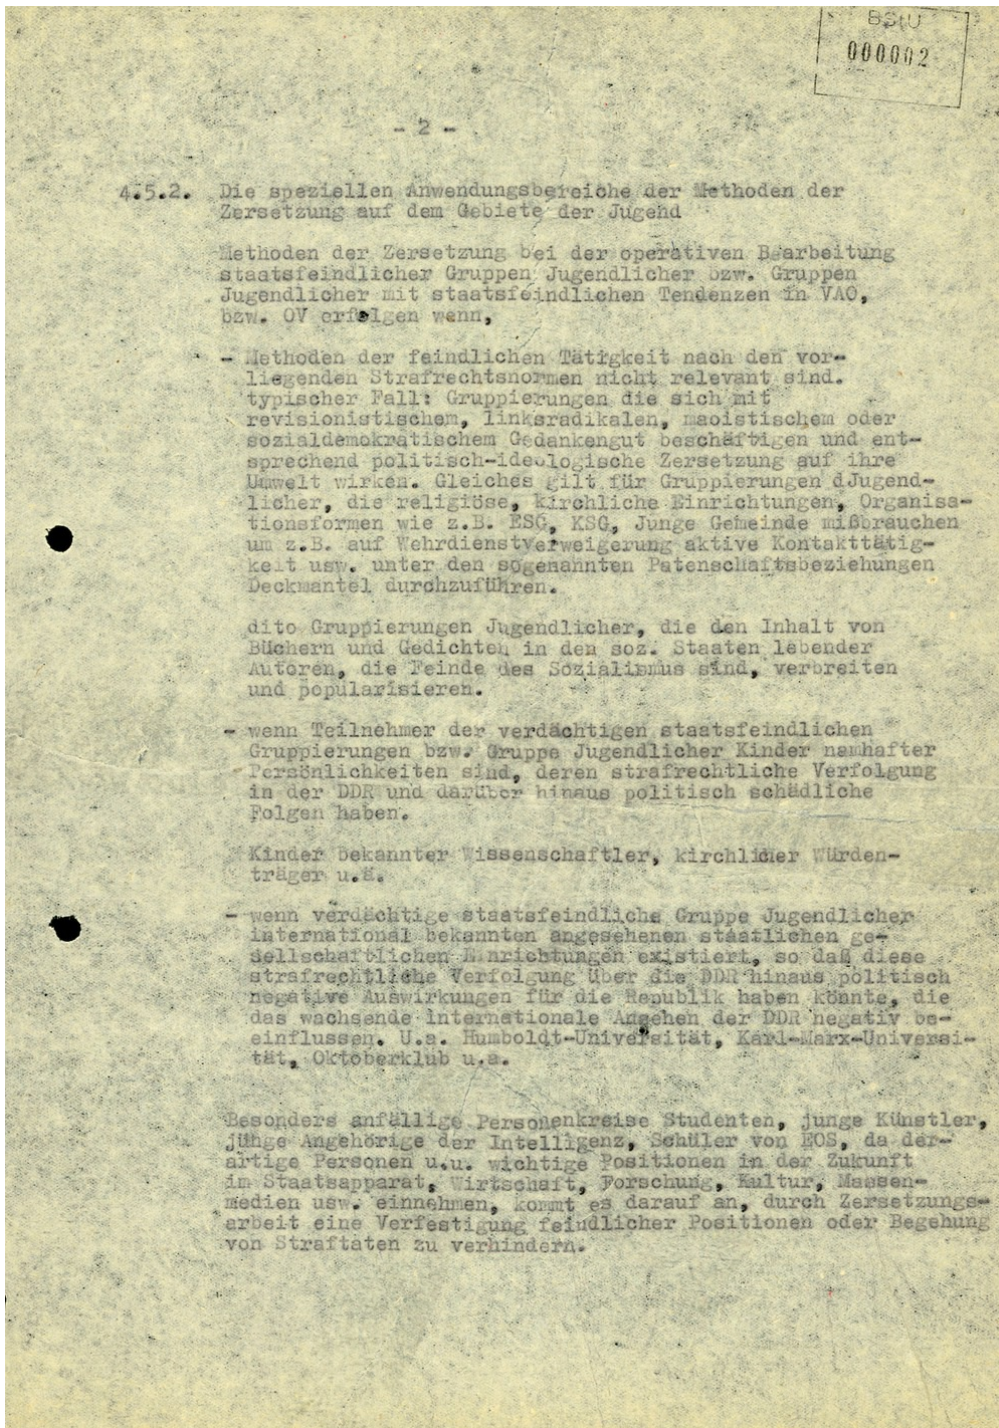 BStU
000002
- 2 -
4.5.2. Die speziellen Anwendungsbereiche der Methoden der
Zersetzung auf dem Gebiete der Jugend
Methoden der Zersetzung bei der operativen Bearbeitung
staatsfeindlicher Gruppen Jugendlicher bzw. Gruppen
Jugendlicher mit staatsfeindlichen Tendenzen in VAO,
bzw. OV erfolgen wenn,
- Methoden der feindlichen Tätigkeit nach den vor-
liegenden Strafrechtsnormen nicht relevant sind.
typischer Fall: Gruppierungen die sich mit
revisionistischem, linksradikalen, maoistischem oder
sozialdemokratischem Gedankengut beschäftigen und ent-
sprechend politisch-ideologische Zersetzung auf ihre
Umwelt wirken. Gleiches gilt für Gruppierungen dJugend-
licher, die religiöse, kirchliche Einrichtungen, Organisa-
tionsformen wie z.B. ESG, KSG, Junge Gemeinde mißbrauchen
um z.B. auf Wehrdienstverweigerung aktive Kontakttätig-
keit usw. unter den sogenannten Patenschaftsbeziehungen
Deckmantel durchzuführen.
dito Gruppierungen Jugendlicher, die den Inhalt von
Büchern und Gedichten in den soz. Staaten lebender
Autoren, die Feinde des Sozialismus sind, verbreiten
und popularisieren.
- wenn Teilnehmer der verdächtigen staatsfeindlichen
Gruppierungen bzw. Gruppe Jugendlicher Kinder namhafter
Persönlichkeiten sind, deren strafrechtliche Verfolgung
in der DDR und darüber hinaus politisch schädliche
Folgen haben.
Kinder bekannter Wissenschaftler, kirchlicher Würden-
träger u.ä.
- wenn verdächtige staatsfeindliche Gruppe Jugendlicher
international bekannten angesehenen staatlichen ge-
sellschaftlichen Einrichtungen existiert, so daß diese
strafrechtliche Verfolgung über die DDR hinaus politisch
negative Auswirkungen für die Republik haben könnte, die
das wachsende internationale Ansehen der DDR negativ be-
einflussen. U.a. Humboldt-Universität, Karl-Marx-Universi-
tät, Oktoberklub u.a.
Besonders anfällige Personenkreise Studenten, junge Künstler,
junge Angehörige der Intelligenz, Schüler von EOS, da der-
artige Personen u.u. wichtige Positionen in der Zukunft
im Staatsapparat, Wirtschaft, Forschung, Kultur, Massen-
medien usw. einnehmen, kommt es darauf an, durch Zersetzungs-
arbeit eine Verfestigung feindlicher Positionen oder Begehung
von Straftaten zu verhindern.